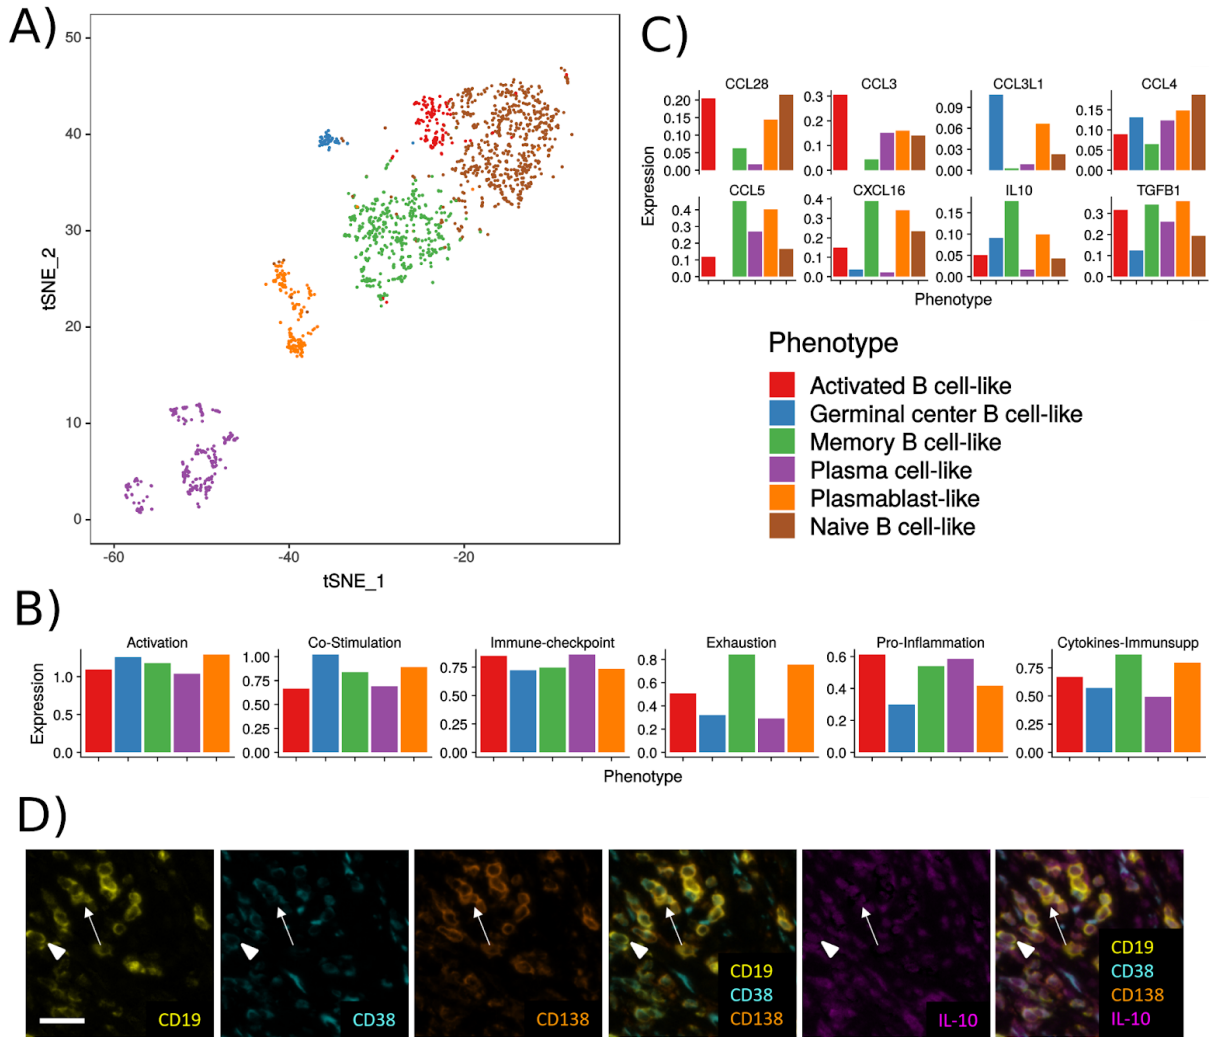 A)
50
40
30
20
10
0
tSNE_2
-60
-40
-20
tSNE_1
C)
CCL28
CCL3
CCL3L1
CCL4
0.20
0.15
0.10
0.05
0.00
0.3
0.2
0.1
0.0
0.09
0.06
0.03
0.00
0.15
0.10
0.05
0.00
Expression
CCL5
CXCL16
IL10
TGFB1
0.4
0.3
0.2
0.1
0.0
0.4
0.3
0.2
0.1
0.0
0.15
0.10
0.05
0.00
0.3
0.2
0.1
0.0
Phenotype
Phenotype
Activated B cell-like
Germinal center B cell-like
Memory B cell-like
Plasma cell-like
Plasmablast-like
Naive B cell-like
B)
Activation
Co-Stimulation
Immune-checkpoint
Exhaustion
Pro-Inflammation
Cytokines-Immunsupp
Expression
1.0
0.5
0.0
1.00
0.75
0.50
0.25
0.00
0.75
0.50
0.25
0.00
0.8
0.6
0.4
0.2
0.0
0.6
0.4
0.2
0.0
0.75
0.50
0.25
0.00
Phenotype
D)
CD19
CD38
CD138
CD19
CD38
CD138
IL-10
CD19
CD38
CD138
IL-10